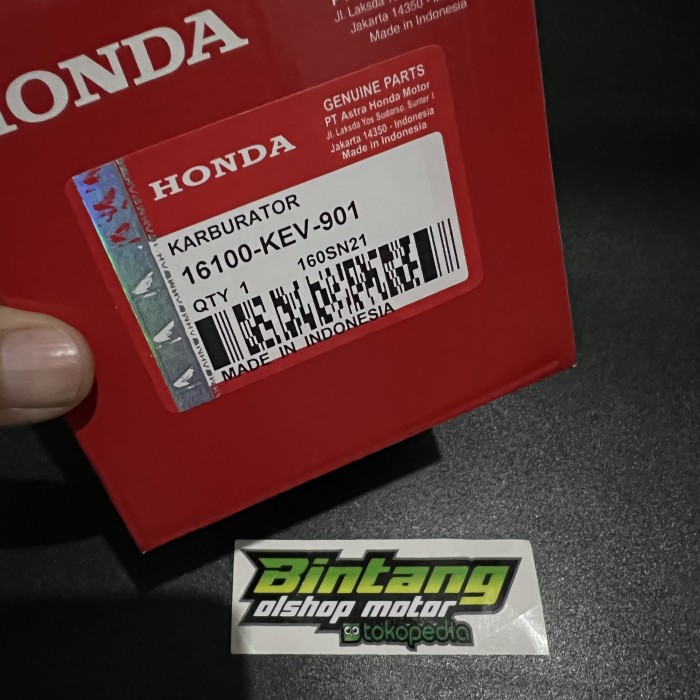 HONDA
Jl. Laksda
Jakarta 14350 - Indonesia
Made in Indonesia
GENUINE PARTS
PT Astra Honda Motor
Jl. Laksda Yos Sudarso, Sunter I
Jakarta 14350 - Indonesia
Made in Indonesia
HONDA
KARBURATOR
16100-KEV-901
160SN21
QTY 1
MADE IN INDONESIA
Bintang
olshop motor
tokopedia